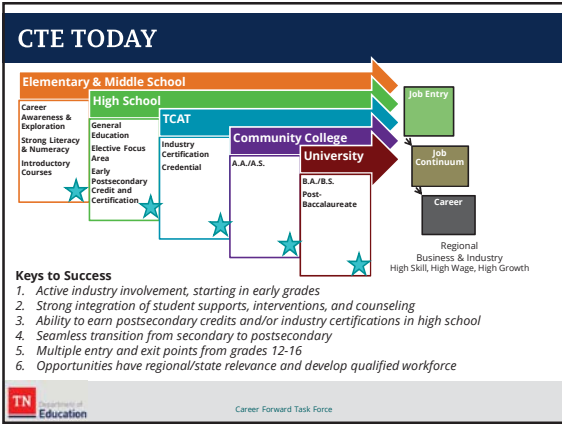 CTE TODAY
Elementary & Middle School
Career
Awareness &
Exploration
Strong Literacy
& Numeracy
Introductory
Courses
High School
General
Education
Elective Focus
Area
Early
Postsecondary
Credit and
Certification
TCAT
Industry
Certification
Credential
Community College
A.A./A.S.
University
B.A./B.S.
Post-
Baccalaureate
Job Entry
Job
Continuum
Career
Regional
Business & Industry
High Skill, High Wage, High Growth
Keys to Success
1. Active industry involvement, starting in early grades
2. Strong integration of student supports, interventions, and counseling
3. Ability to earn postsecondary credits and/or industry certifications in high school
4. Seamless transition from secondary to postsecondary
5. Multiple entry and exit points from grades 12-16
6. Opportunities have regional/state relevance and develop qualified workforce
TN
Department of
Education
Career Forward Task Force